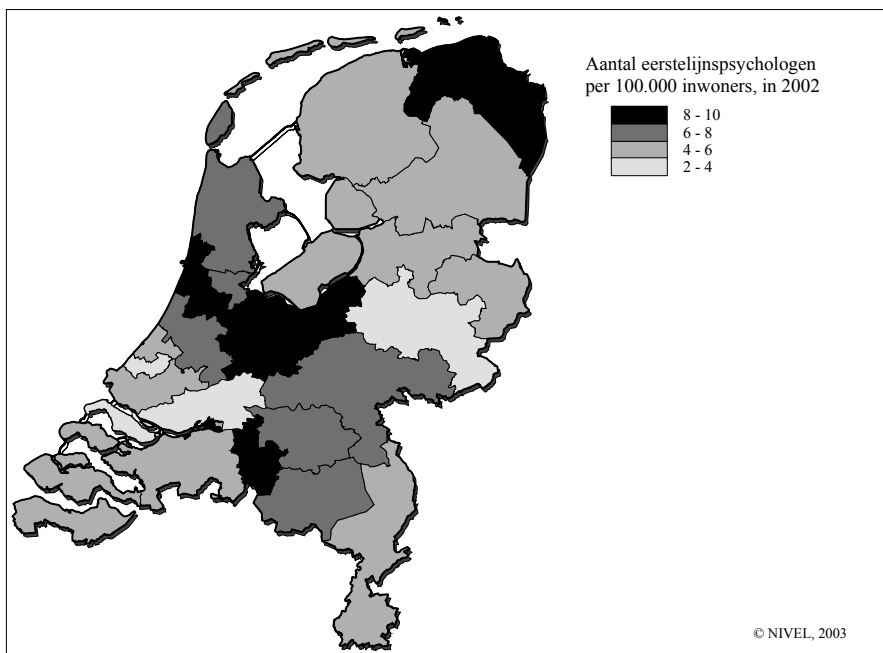 Aantal eerstelijnspsychologen
per 100.000 inwoners, in 2002
8 - 10
6 - 8
4 - 6
2 - 4
© NIVEL, 2003